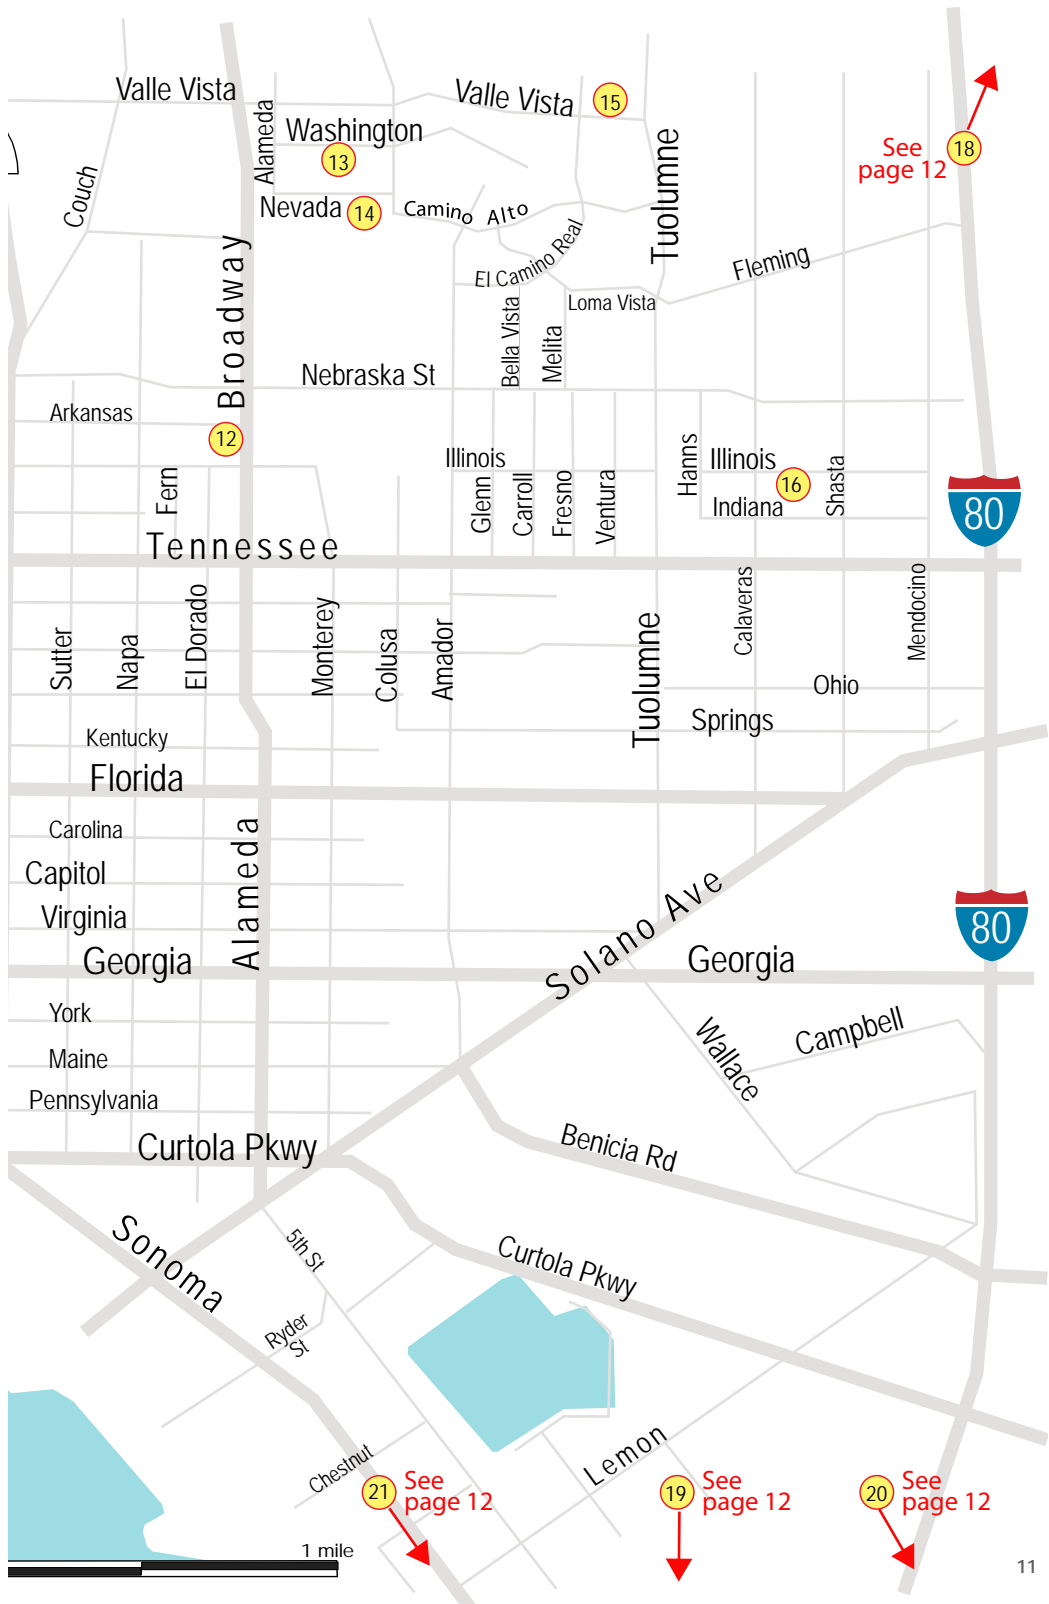 Valle Vista
Valle Vista
15
Alameda
Washington
13
Tuolumne
See
page 12
18
Couch
Nevada
14
Camino Alto
El Camino Real
Fleming
Broadway
Bella Vista
Melita
Loma Vista
Nebraska St
Arkansas
12
Fern
Illinois
Glenn
Carroll
Fresno
Ventura
Hanns
Illinois
16
Indiana
Shasta
80
Tennessee
Sutter
Napa
El Dorado
Monterey
Colusa
Amador
Tuolumne
Calaveras
Mendocino
Ohio
Springs
Kentucky
Florida
Carolina
Capitol
Virginia
Alameda
Georgia
Solano Ave
Georgia
80
York
Maine
Pennsylvania
Wallace
Campbell
Curtola Pkwy
Benicia Rd
Sonoma
5th St
Curtola Pkwy
Ryder
St
Chestnut
Lemon
21
See
page 12
19
See
page 12
20
See
page 12
1 mile
11